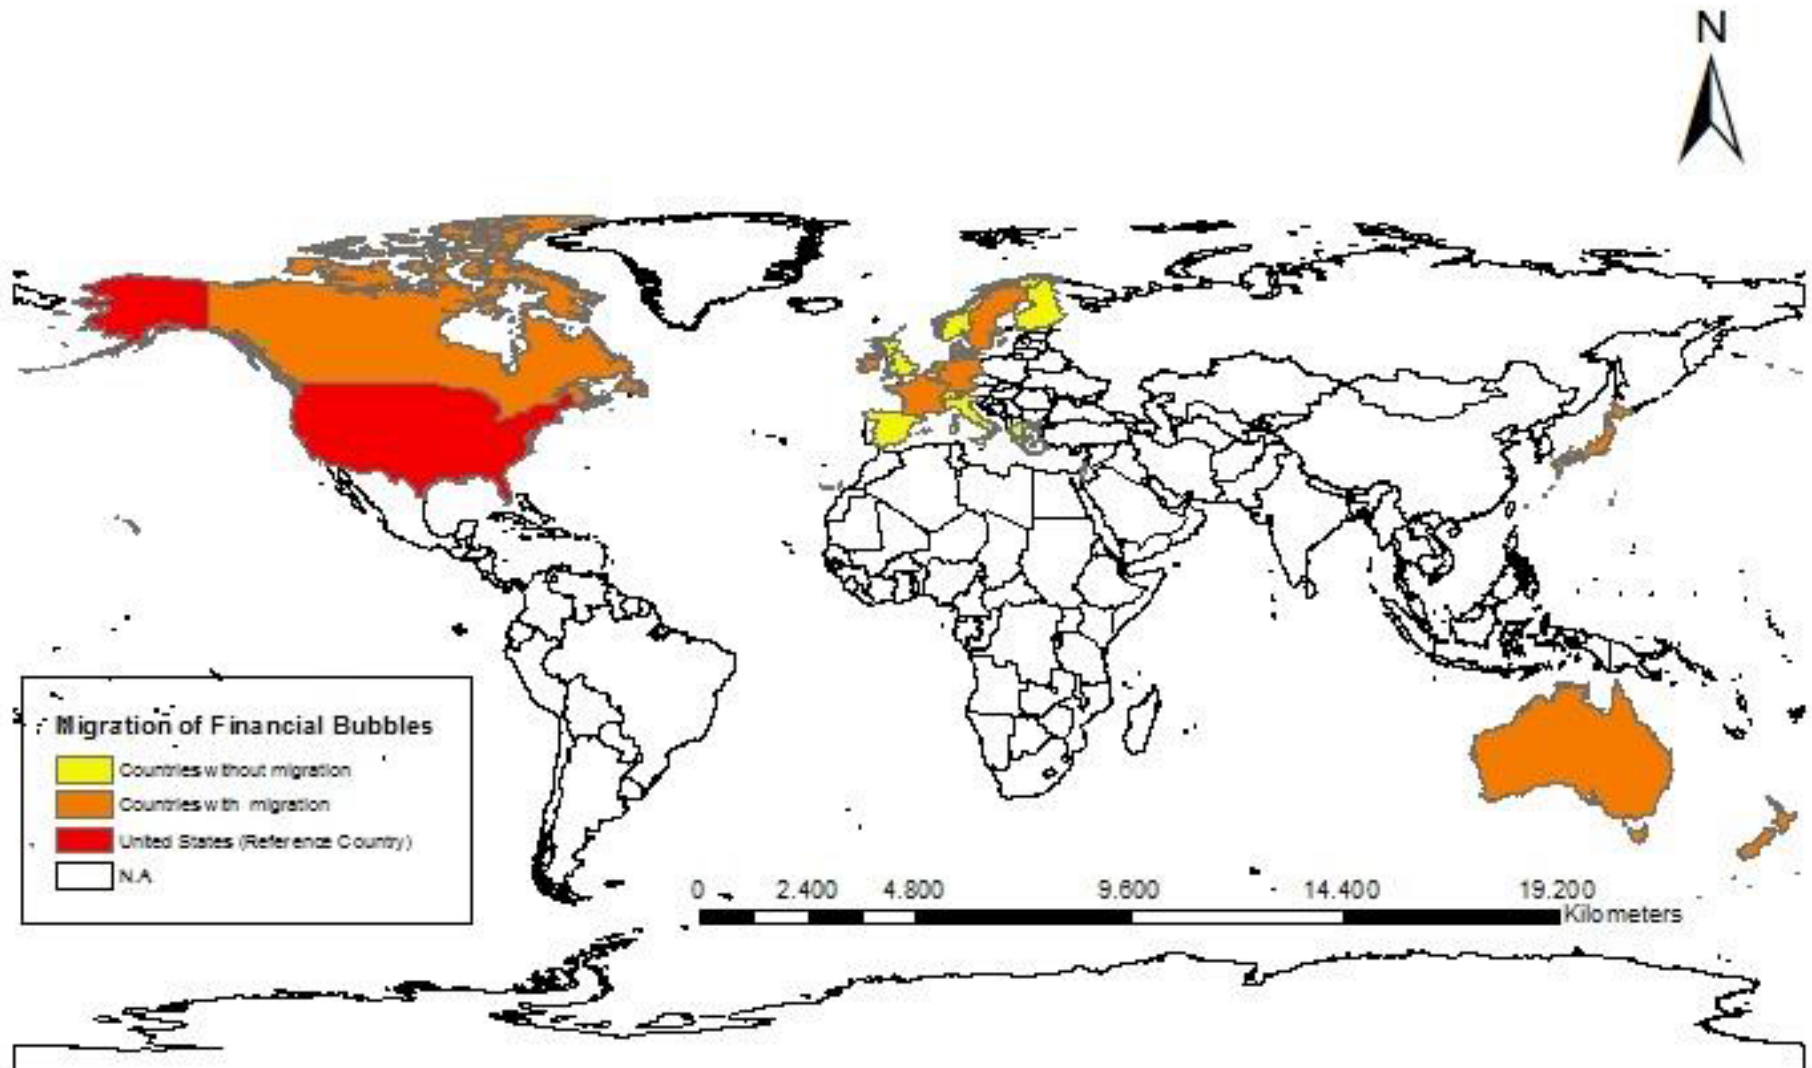 N
Migration of Financial Bubbles
Countries without migration
Countries with migration
United States (Reference Country)
N.A
0 2.400 4.800 9.600 14.400 19.200
Kilometers